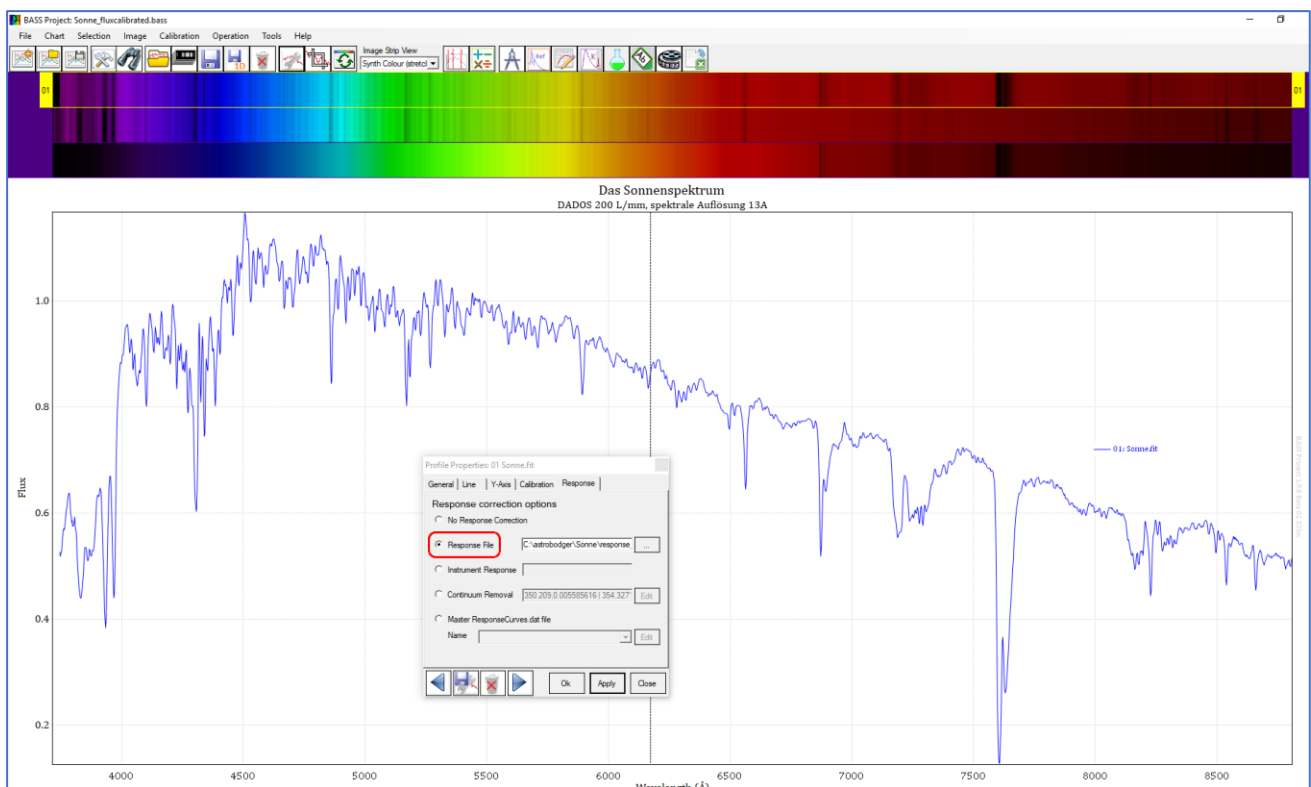 BASS Project: Sonne_fluxcalibrated.bass
File Chart Selection Image Calibration Operation Tools Help
Image Strip View
Synth Colour (stretcl
01
01
Das Sonnenspektrum
DADOS 200 L/mm, spektrale Auflösung 13A
1.0
0.8
0.6
0.4
0.2
Flux
01: Sonne.fit
Profile Properties: 01 Sonne.fit
General Line Y-Axis Calibration Response
Response correction options
No Response Correction
Response File C:\astrobodger\Sonne\response_ ...
Instrument Response
Continuum Removal 350.209,0.005585616 | 354.327 Edit
Master ResponseCurves.dat file
Name Edit
Ok Apply Close
4000 4500 5000 5500 6000 6500 7000 7500 8000 8500
Wavelength (Å)